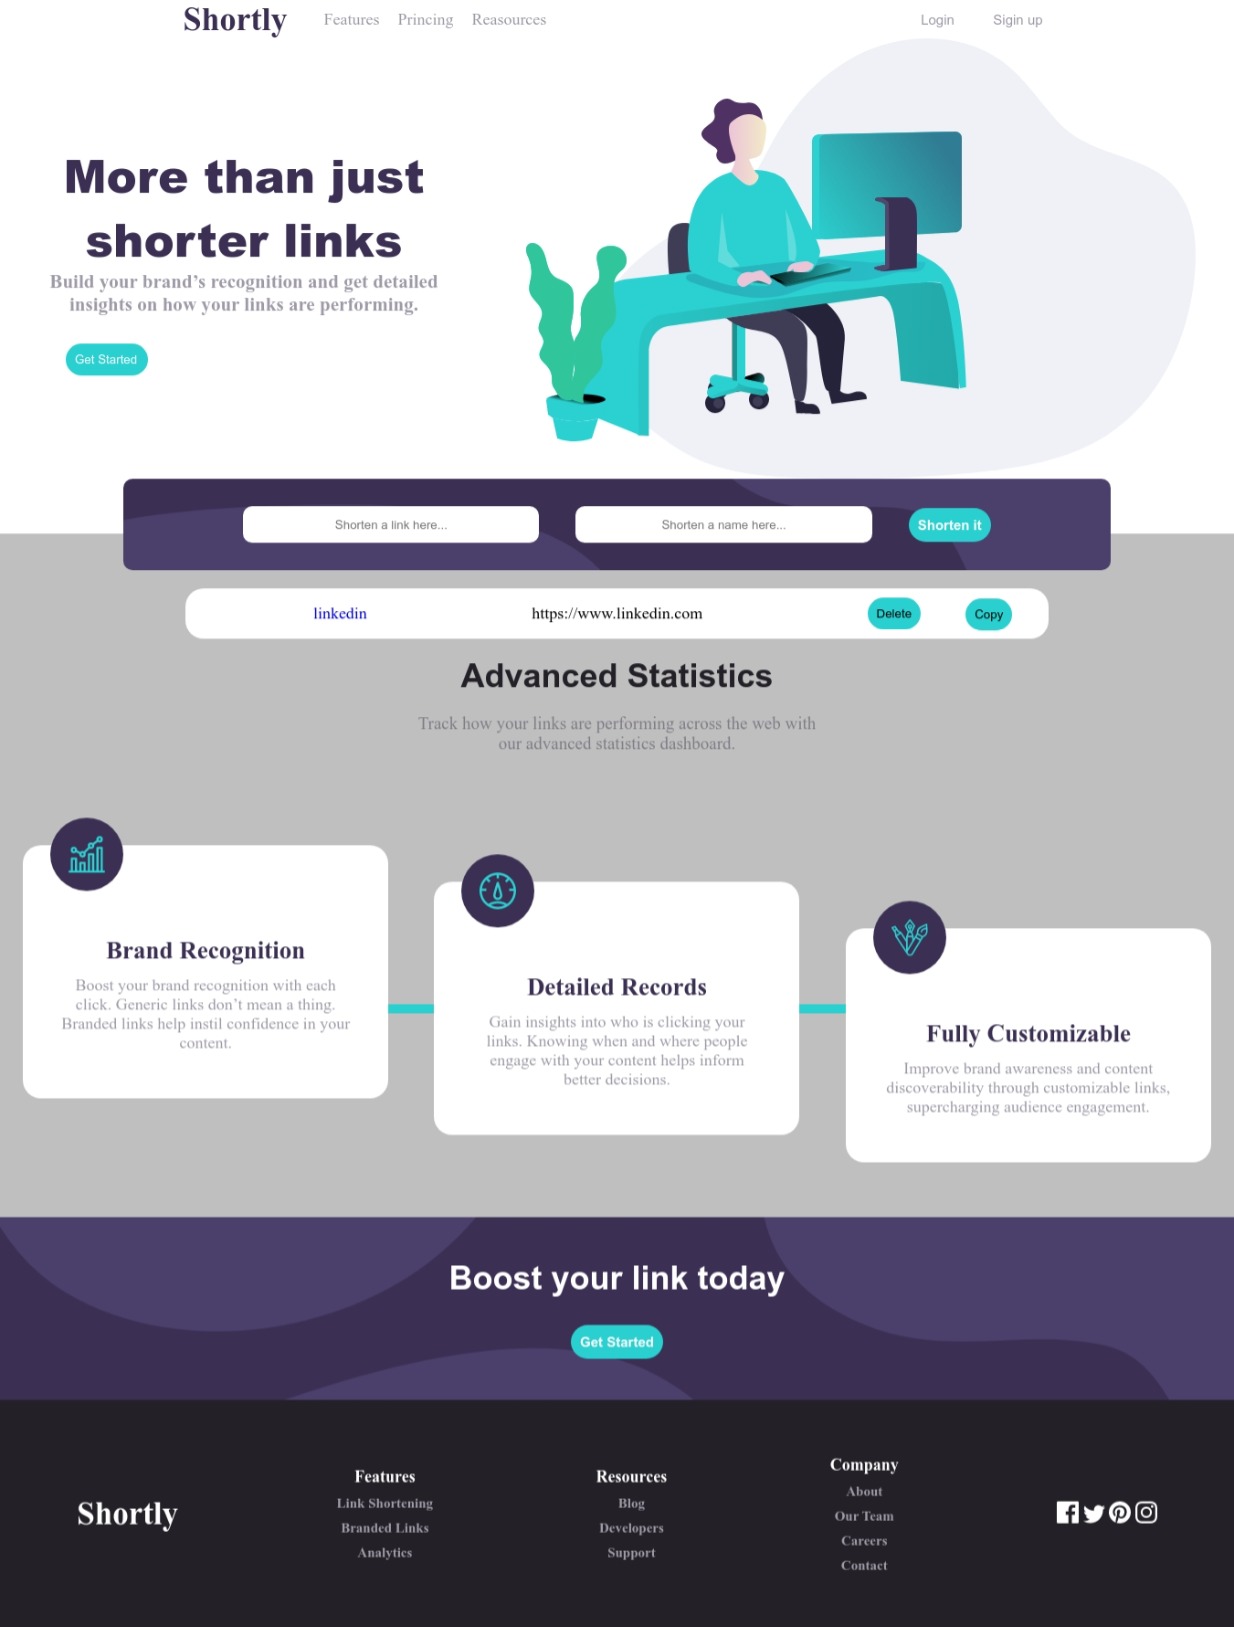 Shortly
Features
Princing
Reasources
Login
Sigin up
More than just
shorter links
Build your brand’s recognition and get detailed
insights on how your links are performing.
Get Started
Shorten a link here...
Shorten a name here...
Shorten it
linkedin
https://www.linkedin.com
Delete
Copy
Advanced Statistics
Track how your links are performing across the web with
our advanced statistics dashboard.
Brand Recognition
Boost your brand recognition with each
click. Generic links don’t mean a thing.
Branded links help instil confidence in your
content.
Detailed Records
Gain insights into who is clicking your
links. Knowing when and where people
engage with your content helps inform
better decisions.
Fully Customizable
Improve brand awareness and content
discoverability through customizable links,
supercharging audience engagement.
Boost your link today
Get Started
Shortly
Features
Link Shortening
Branded Links
Analytics
Resources
Blog
Developers
Support
Company
About
Our Team
Careers
Contact